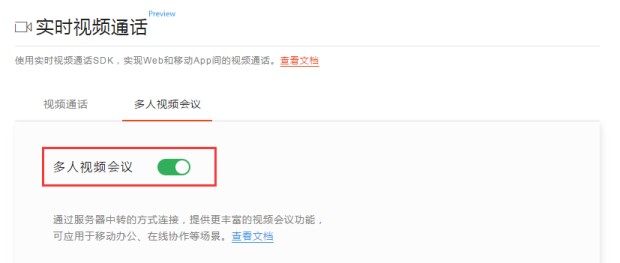 实时视频通话 Preview
使用实时视频通话SDK，实现Web和移动App间的视频通话。查看文档
视频通话 多人视频会议
多人视频会议
通过服务器中转的方式连接，提供更丰富的视频会议功能，
可应用于移动办公、在线协作等场景。查看文档